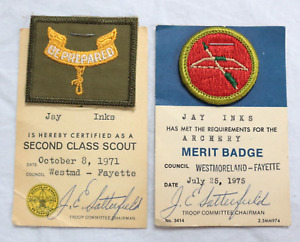 BE PREPARED
Jay Inks
IS HEREBY CERTIFIED AS A
SECOND CLASS SCOUT
DATE October 8, 1971
COUNCIL Westmd - Fayette
J. E. Satterfield
TROOP COMMITTEE CHAIRMAN
JAY INKS
HAS MET THE REQUIREMENTS FOR THE
ARCHERY
MERIT BADGE
COUNCIL WESTMORELAND-FAYETTE
DATE July 25, 1975
J. E. Satterfield
TROOP COMMITTEE CHAIRMAN
No. 3414